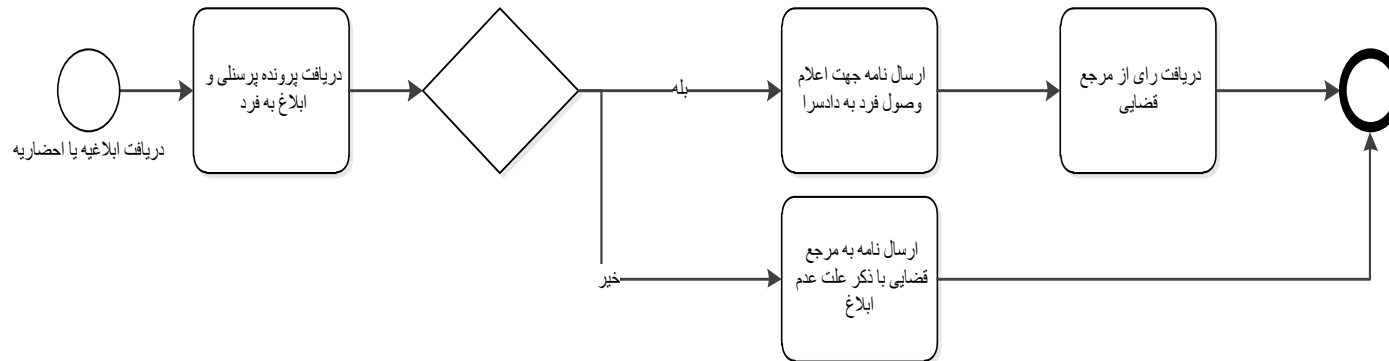 دریافت ابلاغیه یا احضاریه
دریافت پرونده پرسنلی و
ابلاغ به فرد
بله
ارسال نامه جهت اعلام
وصول فرد به دادسرا
دریافت رای از مرجع
قضایی
خیر
ارسال نامه به مرجع
قضایی با ذکر علت عدم
ابلاغ